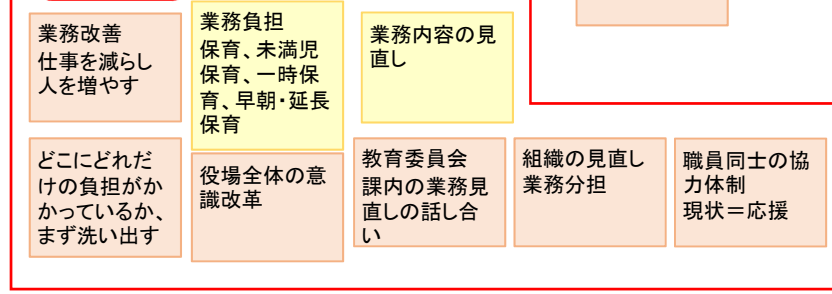 業務改善
仕事を減らし
人を増やす
業務負担
保育、未満児
保育、一時保
育、早朝・延長
保育
業務内容の見
直し
どこにどれだ
けの負担がか
かっているか、
まず洗い出す
役場全体の意
識改革
教育委員会
課内の業務見
直しの話し合
い
組織の見直し
業務分担
職員同士の協
力体制
現状＝応援